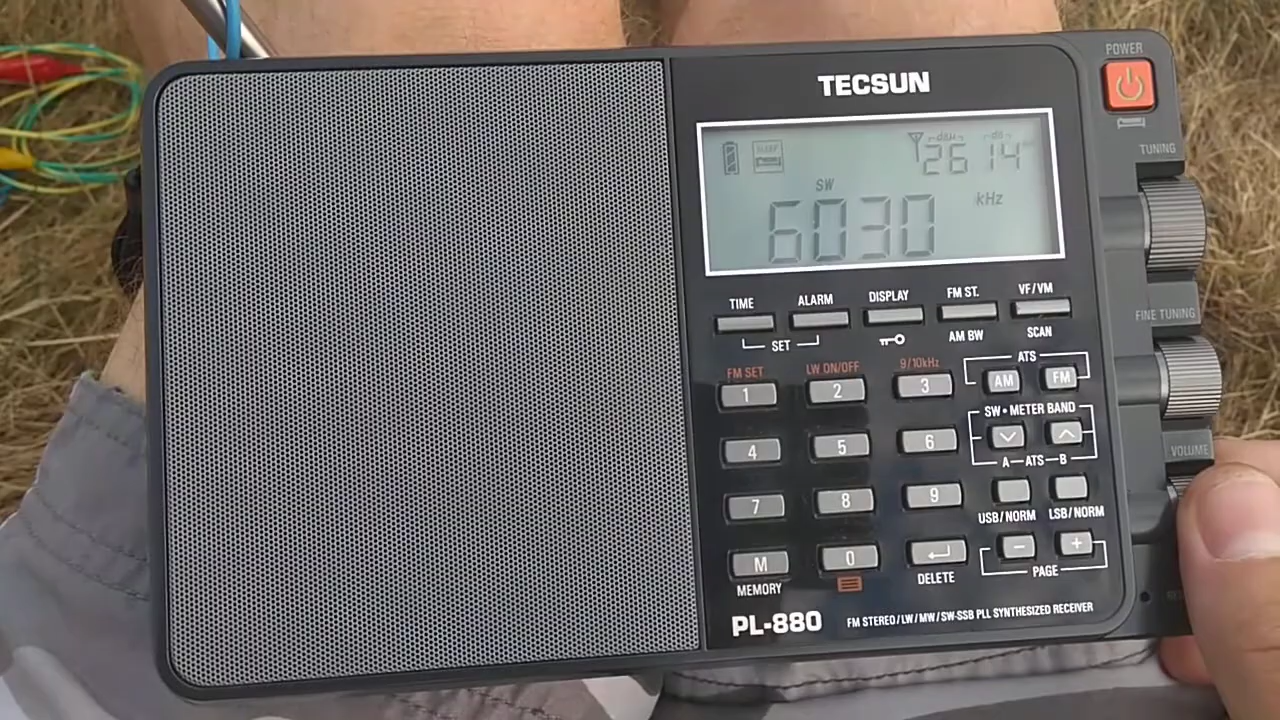 POWER
TECSUN
TUNING
SLEEP
dBµ
dB
26 14
SW
6030
kHz
FINE TUNING
TIME
ALARM
DISPLAY
FM ST.
VF/VM
SET
AM BW
SCAN
FM SET
LW ON/OFF
9/10kHz
ATS
1
2
3
AM
FM
SW • METER BAND
4
5
6
A—ATS—B
VOLUME
7
8
9
USB/NORM
LSB/NORM
M
0
-
+
MEMORY
DELETE
PAGE
PL-880
FM STEREO/LW/MW/SW-SSB PLL SYNTHESIZED RECEIVER